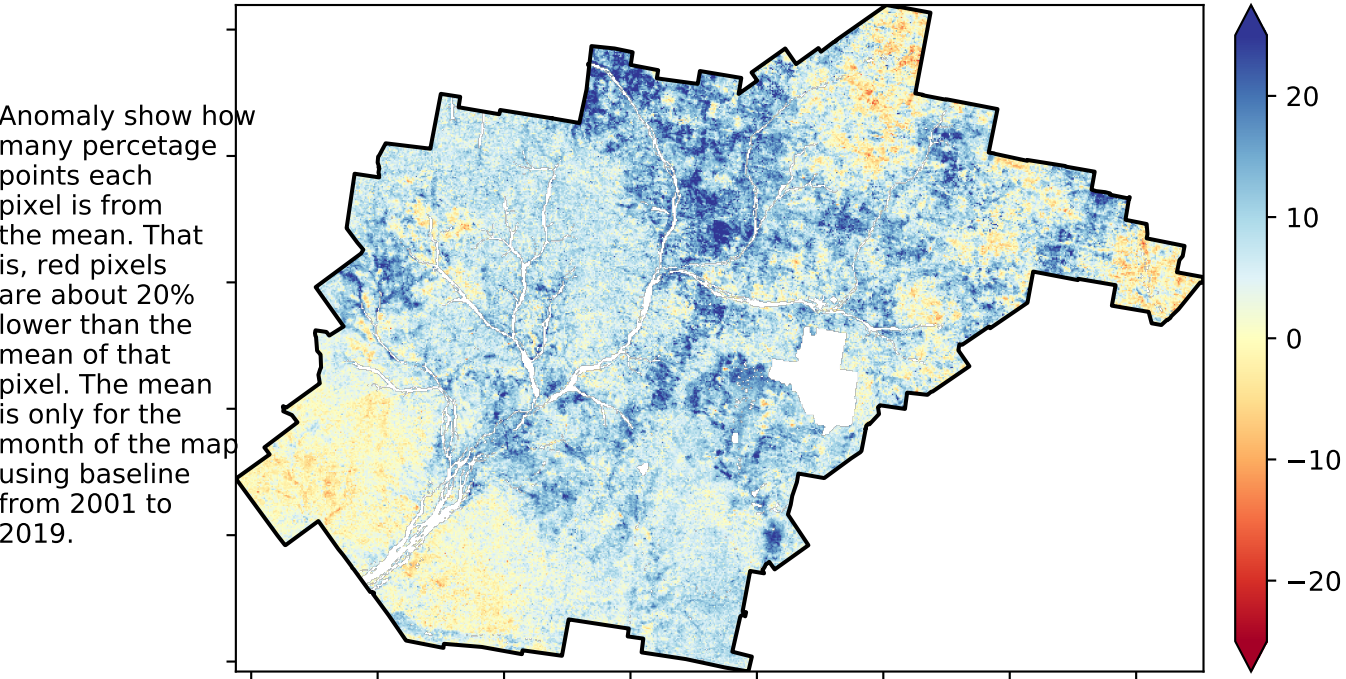 Anomaly show how
many percetage
points each
pixel is from
the mean. That
is, red pixels
are about 20%
lower than the
mean of that
pixel. The mean
is only for the
month of the map
using baseline
from 2001 to
2019.
20
10
0
−10
−20